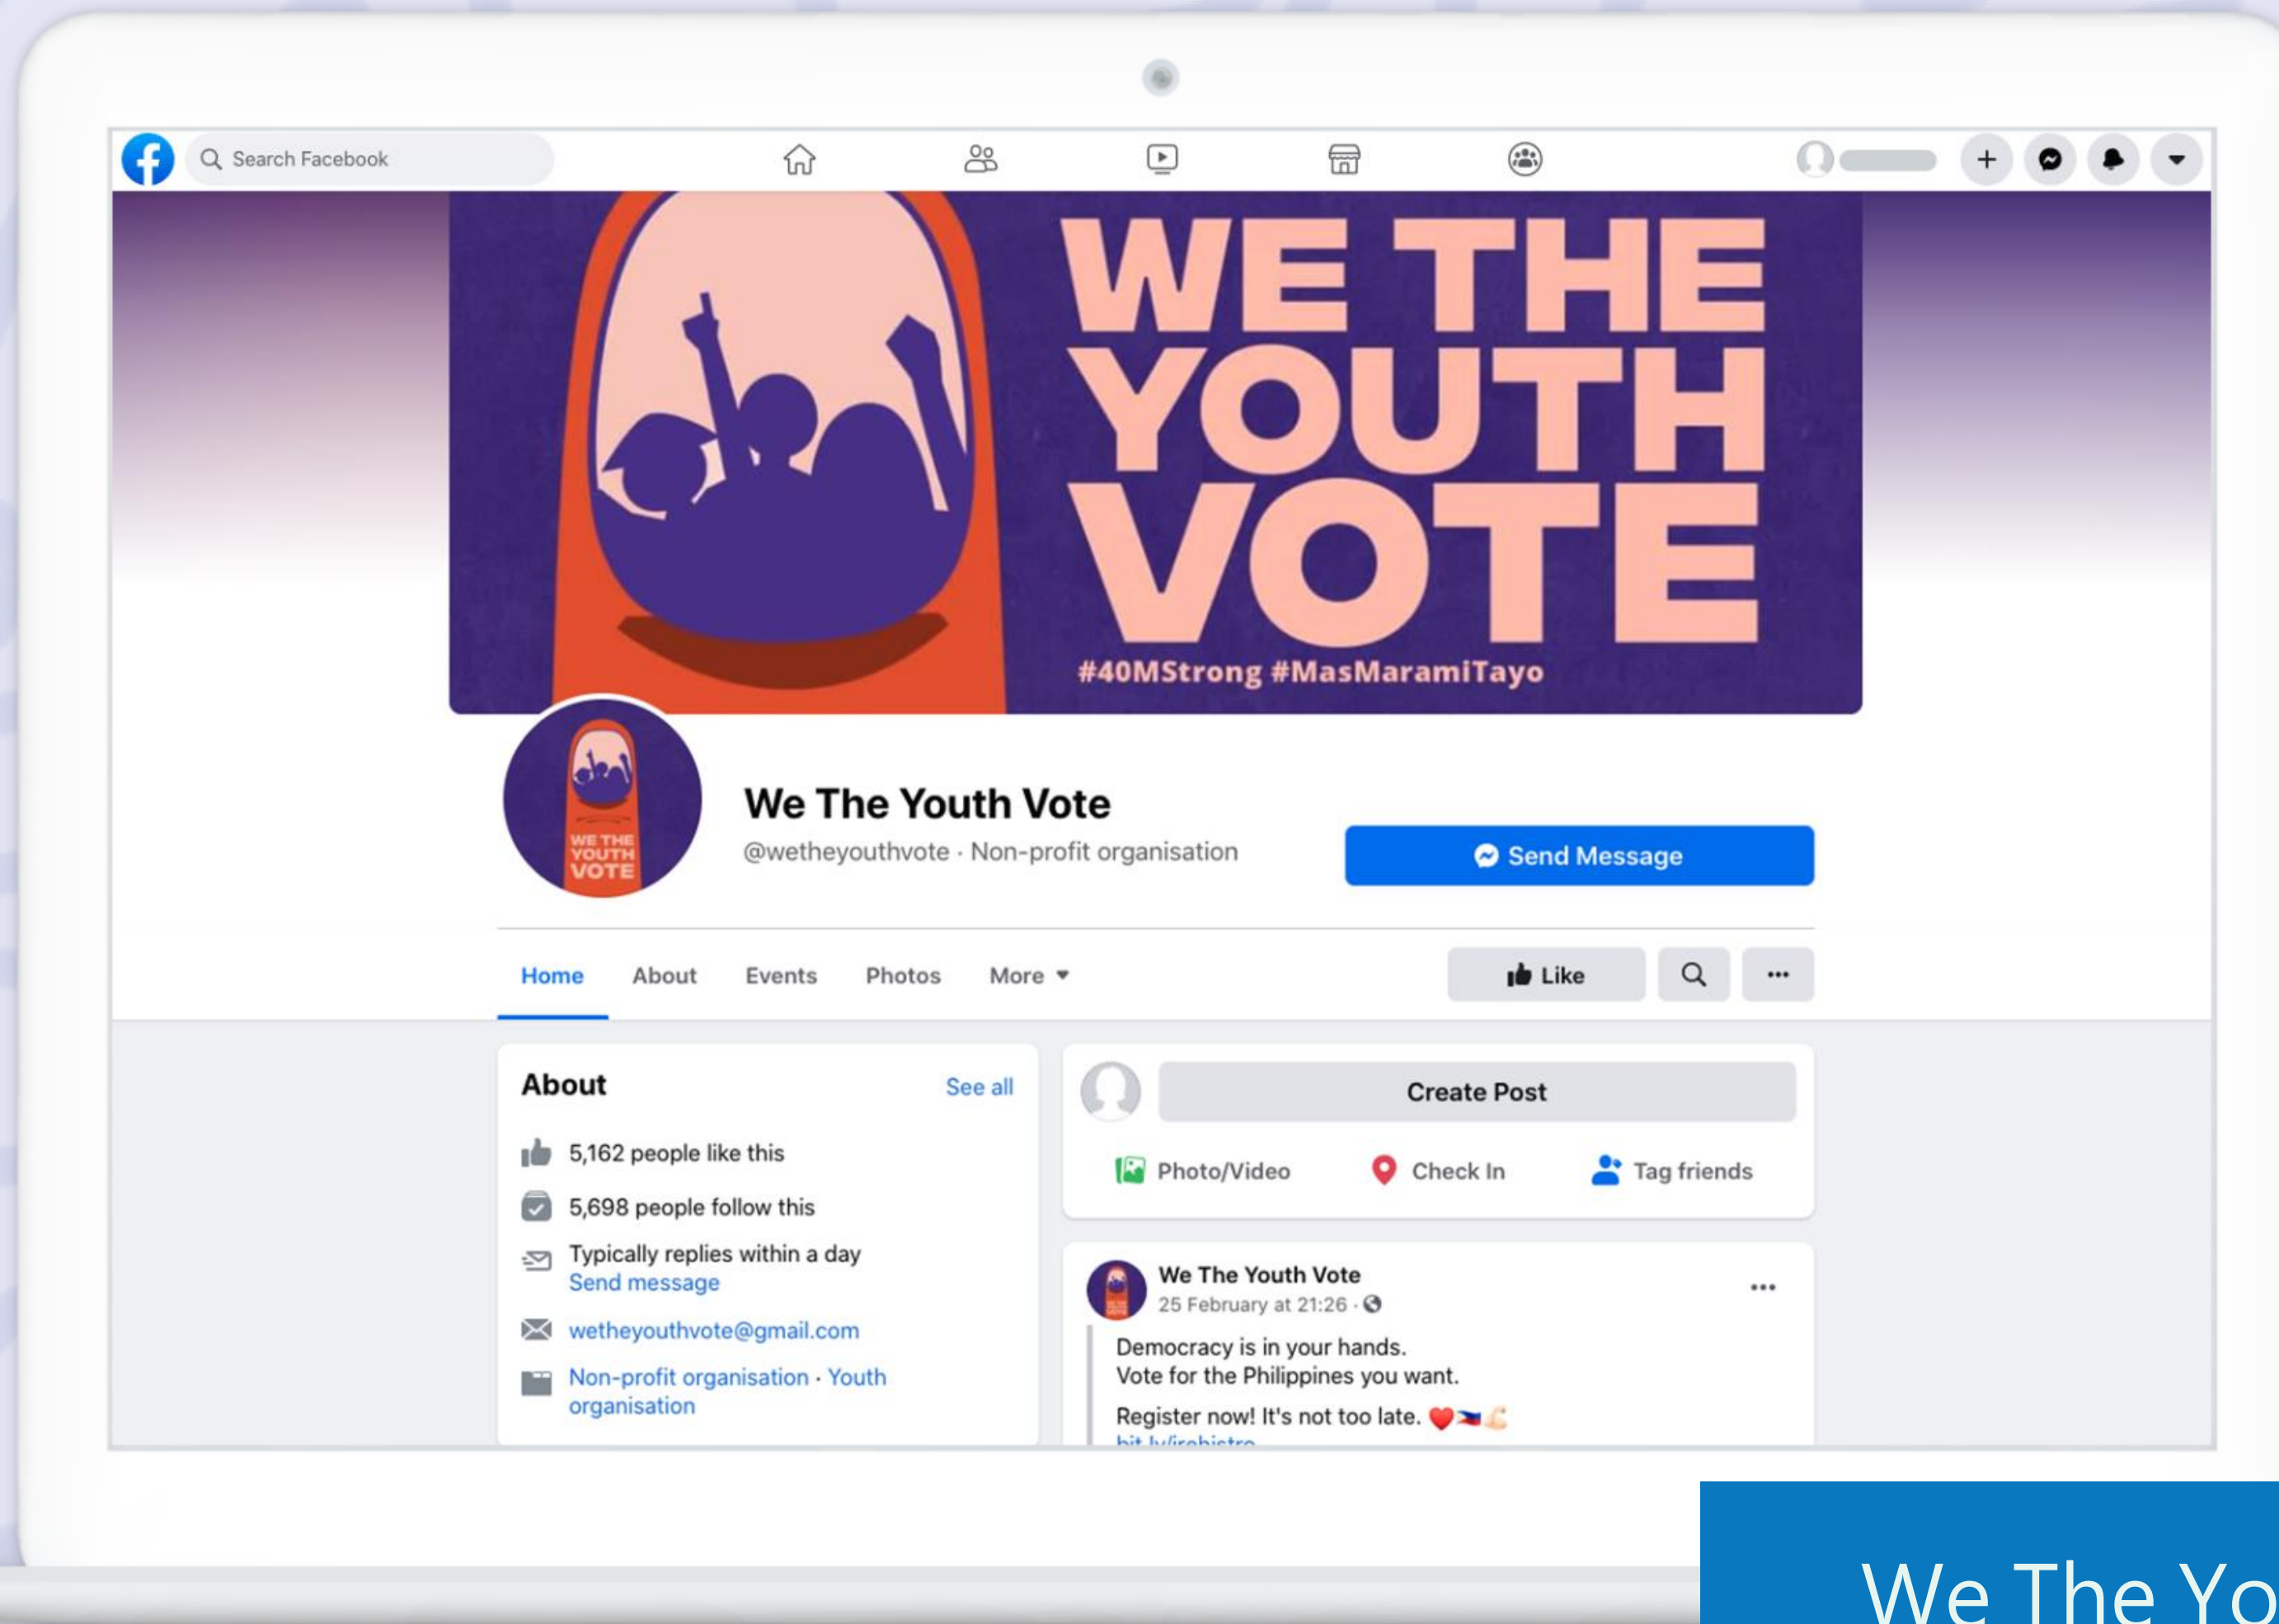 Search Facebook
WE THE
YOUTH
VOTE
#40MStrong #MasMaramiTayo
WE THE
YOUTH
VOTE
We The Youth Vote
@wetheyouthvote · Non-profit organisation
Send Message
Home About Events Photos More
Like
About
See all
5,162 people like this
5,698 people follow this
Typically replies within a day
Send message
wetheyouthvote@gmail.com
Non-profit organisation · Youth
organisation
Create Post
Photo/Video Check In Tag friends
We The Youth Vote
25 February at 21:26 ·
Democracy is in your hands.
Vote for the Philippines you want.
Register now! It's not too late. ❤️🇵🇭💪🏻
We The Yo